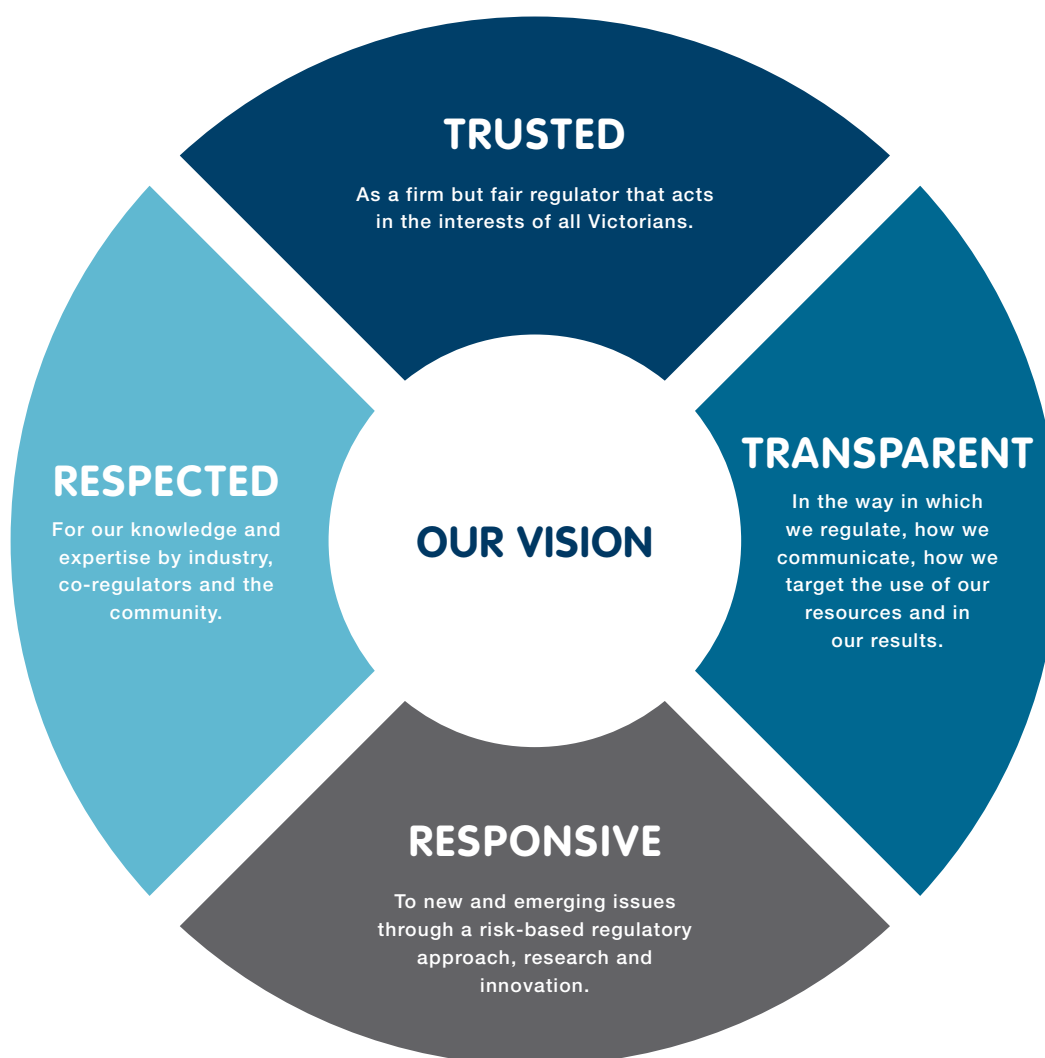 TRUSTED
As a firm but fair regulator that acts
in the interests of all Victorians.
TRANSPARENT
In the way in which
we regulate, how we
communicate, how we
target the use of our
resources and in
our results.
RESPECTED
For our knowledge and
expertise by industry,
co-regulators and the
community.
OUR VISION
RESPONSIVE
To new and emerging issues
through a risk-based regulatory
approach, research and
innovation.